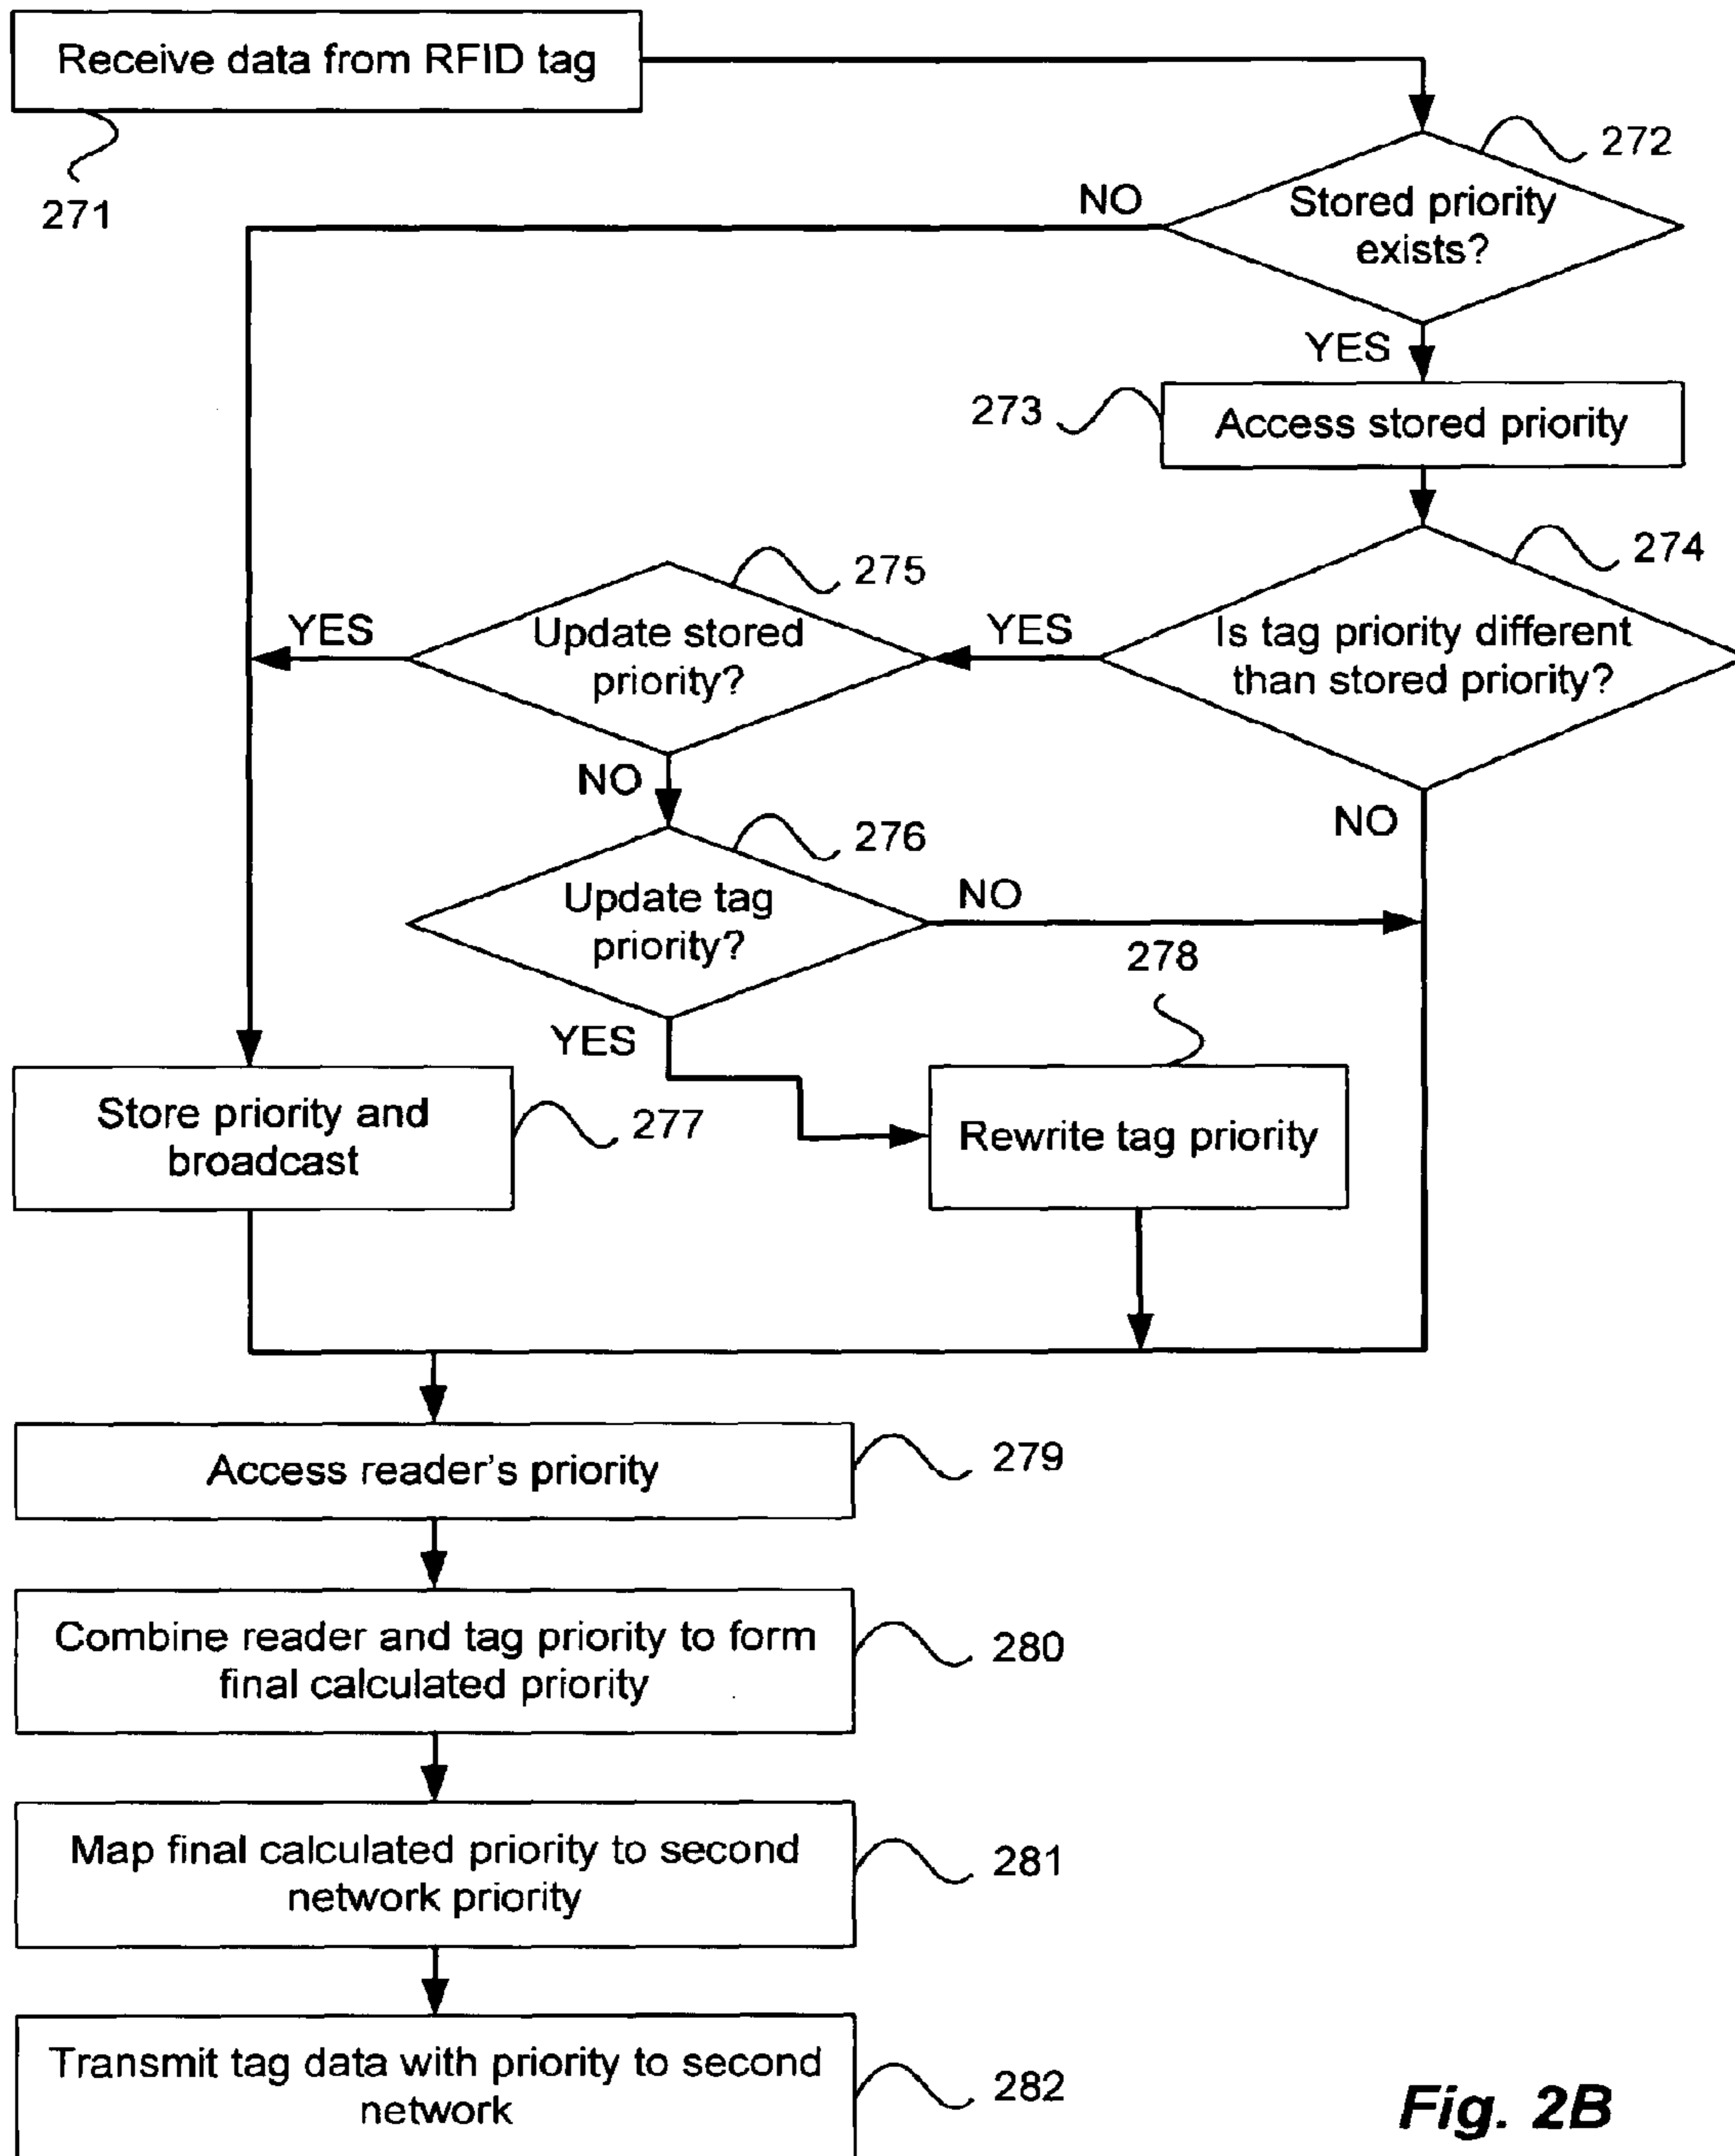 Receive data from RFID tag
271
272
NO
Stored priority
exists?
YES
273
Access stored priority
274
275
YES
Update stored
priority?
YES
Is tag priority different
than stored priority?
NO
NO
276
Update tag
priority?
NO
278
YES
Store priority and
broadcast
277
Rewrite tag priority
Access reader's priority
279
Combine reader and tag priority to form
final calculated priority
280
Map final calculated priority to second
network priority
281
Transmit tag data with priority to second
network
282
Fig. 2B